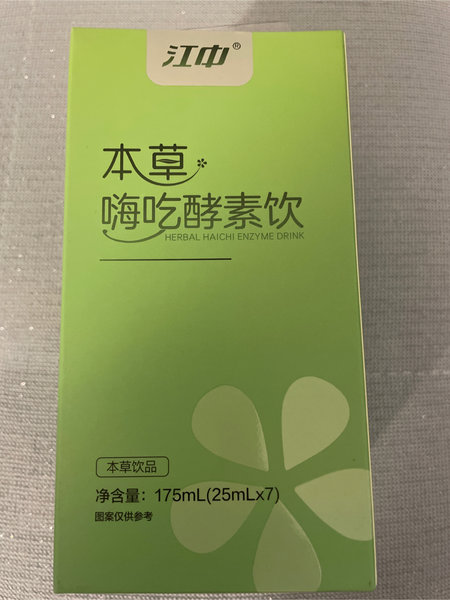 江中®
本草
嗨吃酵素饮
HERBAL HAICHI ENZYME DRINK
本草饮品
净含量：175mL(25mLx7)
图案仅供参考